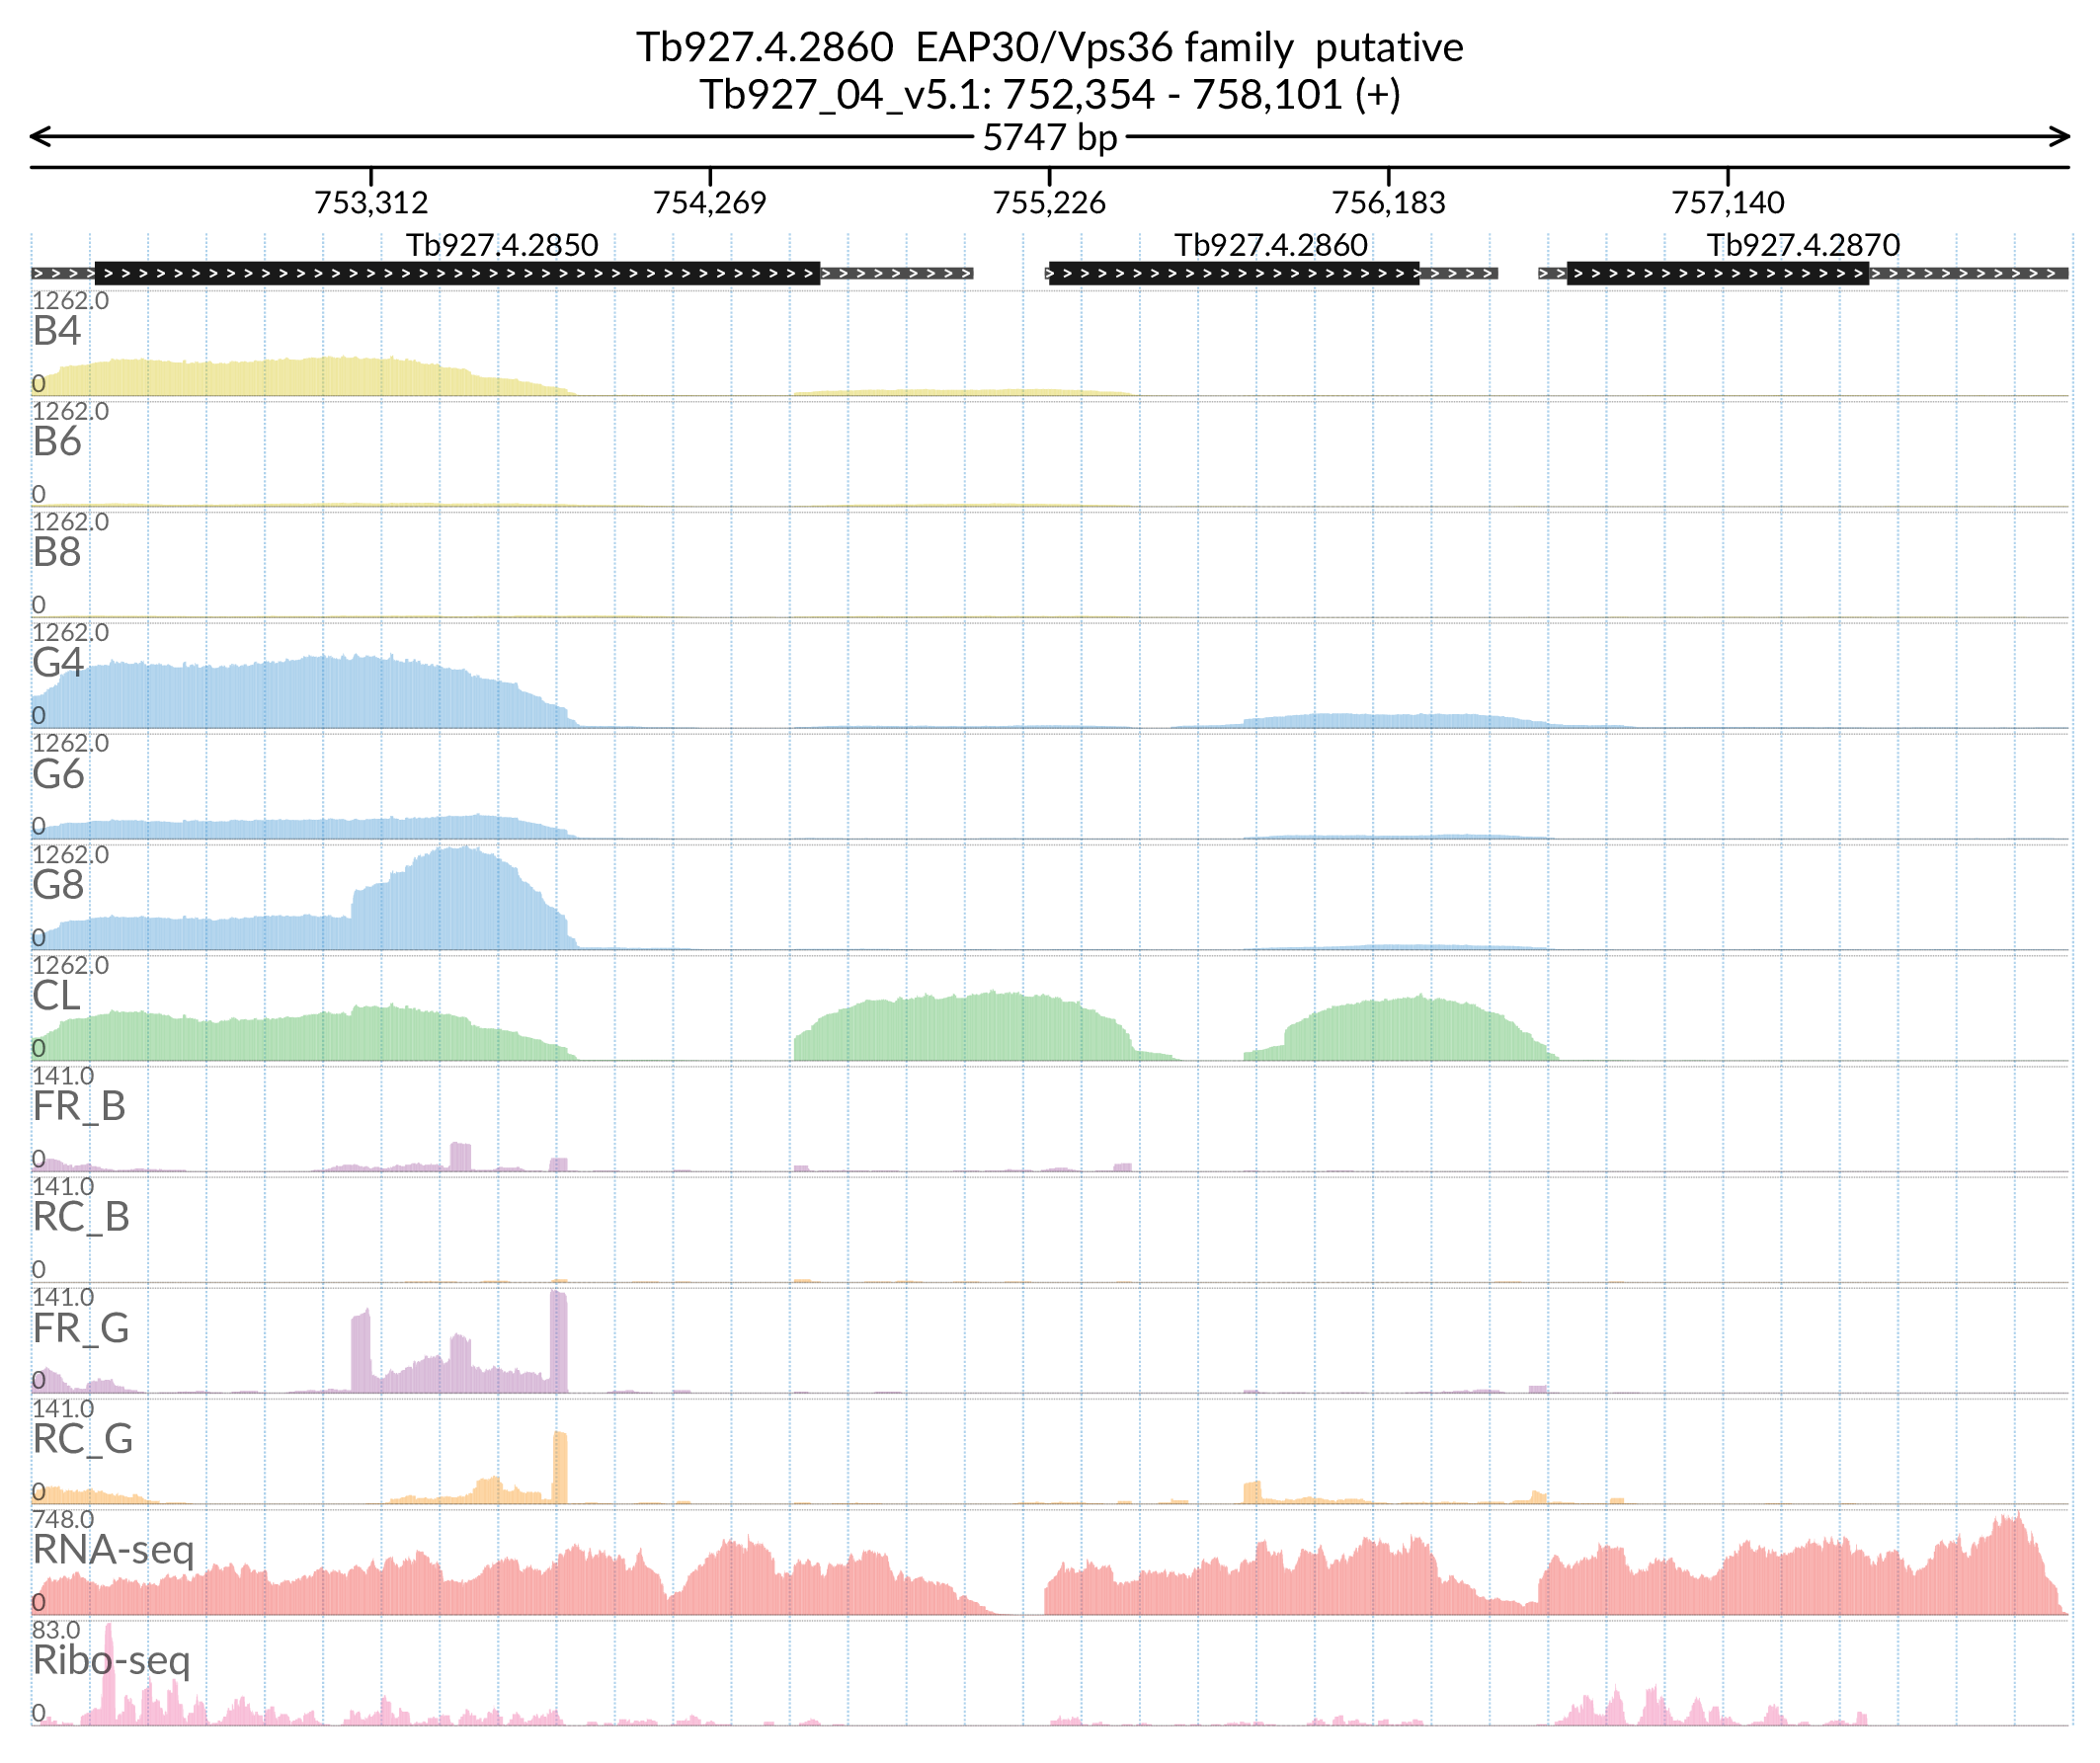 Tb927.4.2860 EAP30/Vps36 family putative
Tb927_04_v5.1: 752,354 - 758,101 (+)
5747 bp
753,312 754,269 755,226 756,183 757,140
Tb927.4.2850 Tb927.4.2860 Tb927.4.2870
1262.0
B4
0
1262.0
B6
0
1262.0
B8
0
1262.0
G4
0
1262.0
G6
0
1262.0
G8
0
1262.0
CL
0
141.0
FR_B
0
141.0
RC_B
0
141.0
FR_G
0
141.0
RC_G
0
748.0
RNA-seq
0
83.0
Ribo-seq
0